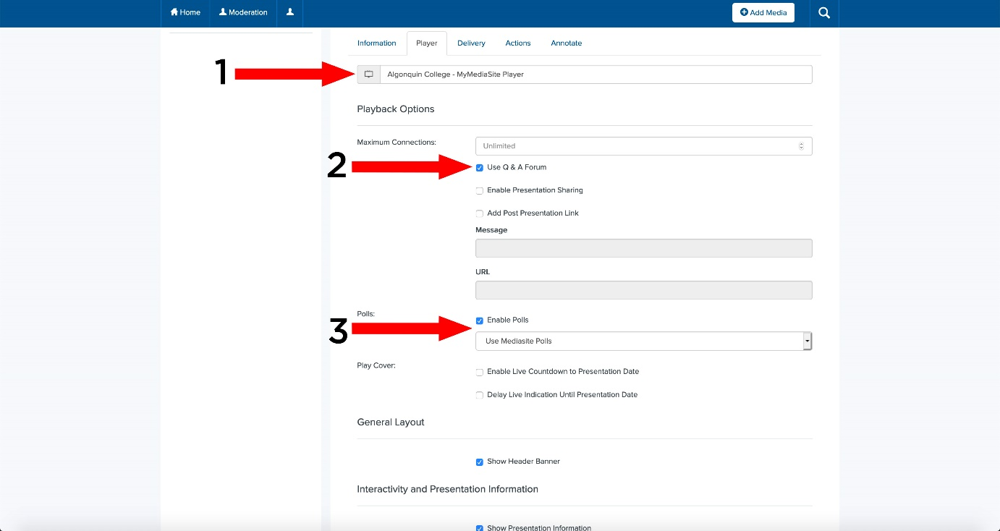 Home Moderation Add Media
Information Player Delivery Actions Annotate
1
Algonquin College - MyMediaSite Player
Playback Options
Maximum Connections: Unlimited
2
Use Q & A Forum
Enable Presentation Sharing
Add Post Presentation Link
Message
URL
Polls: Enable Polls
3
Use Mediasite Polls
Play Cover: Enable Live Countdown to Presentation Date
Delay Live Indication Until Presentation Date
General Layout
Show Header Banner
Interactivity and Presentation Information
Show Presentation Information